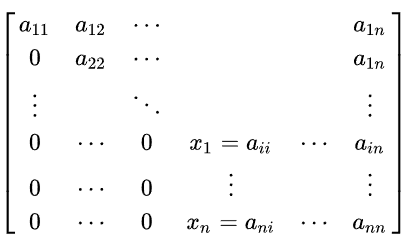 a₁₁ a₁₂ ⋯ a₁ₙ
0 a₂₂ ⋯ a₁ₙ
⋮ ⋱ ⋮
0 ⋯ 0 x₁ = aᵢᵢ ⋯ aᵢₙ
0 ⋯ 0 ⋮ ⋮
0 ⋯ 0 xₙ = aₙᵢ ⋯ aₙₙ